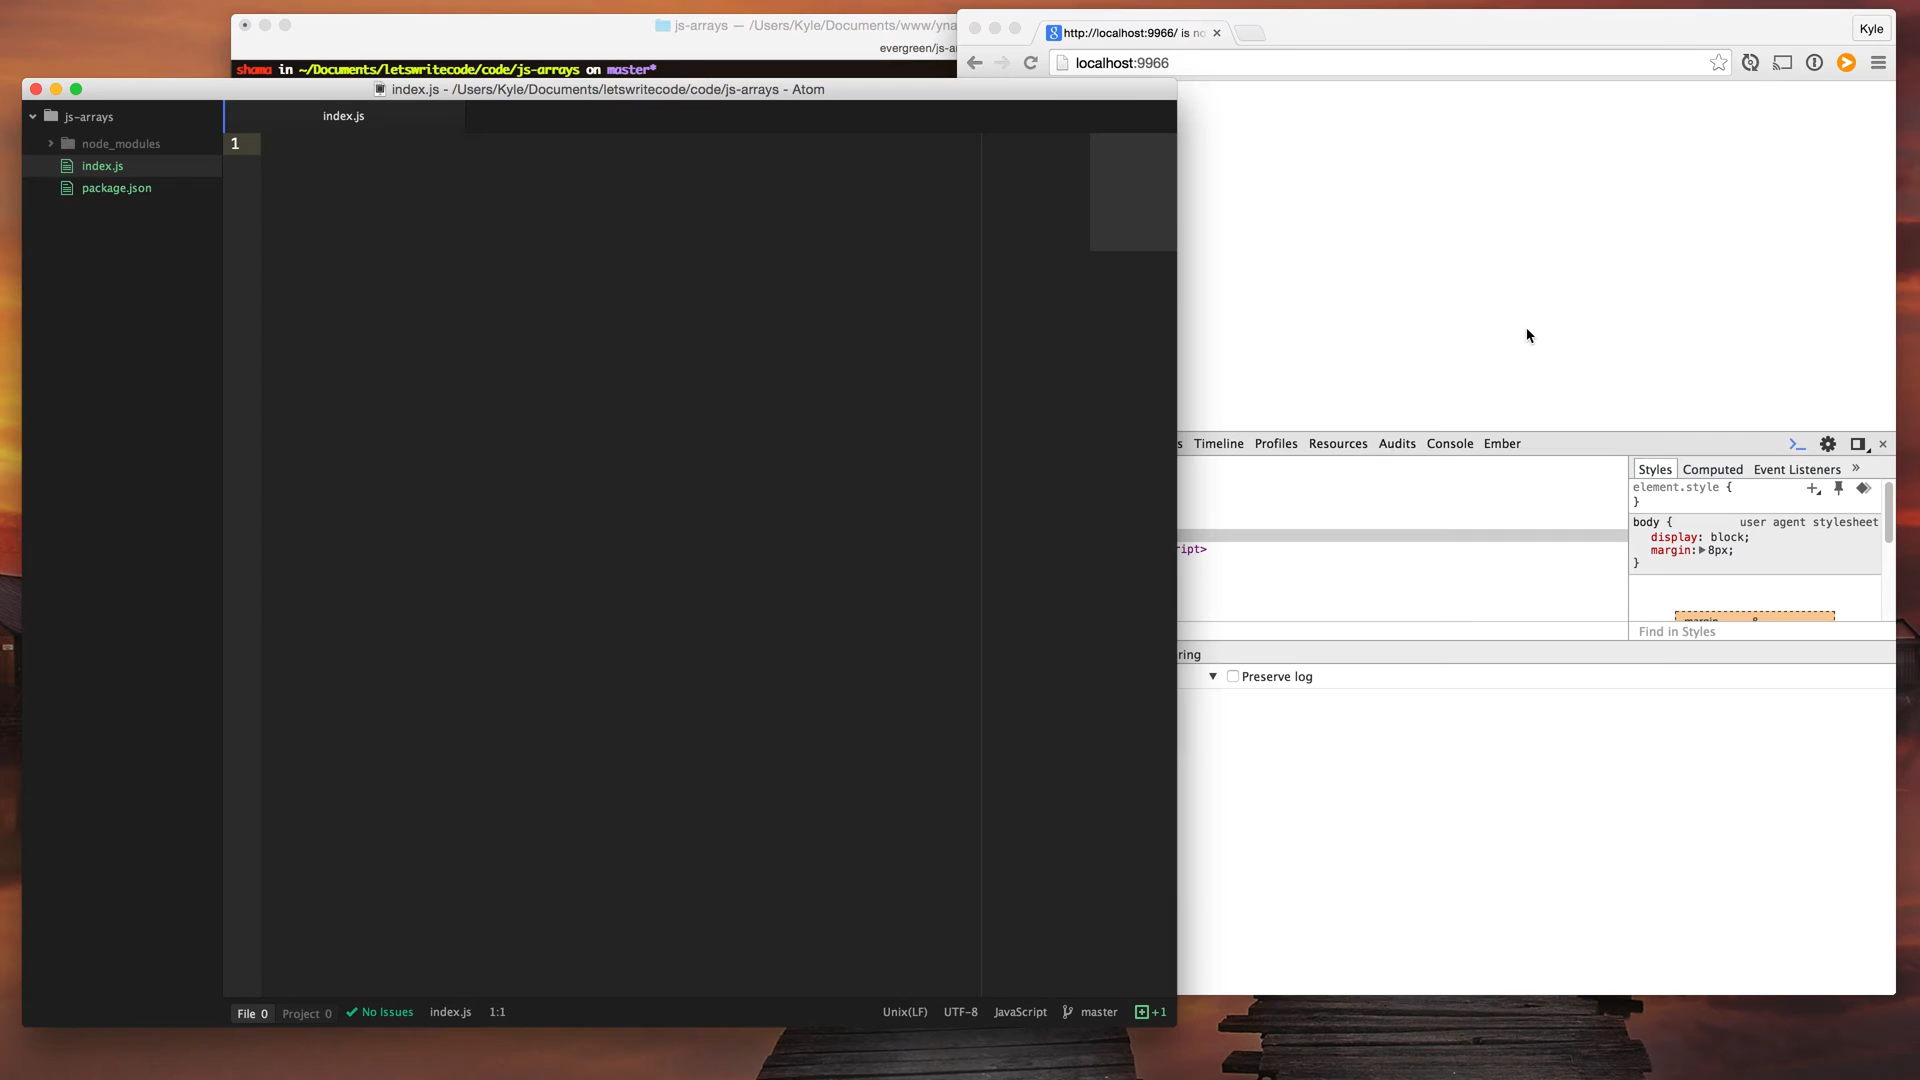 js-arrays — /Users/Kyle/Documents/www/yna
evergreen/js-a
shama in ~/Documents/letswritecode/code/js-arrays on master*
http://localhost:9966/ is no
Kyle
localhost:9966
index.js - /Users/Kyle/Documents/letswritecode/code/js-arrays - Atom
js-arrays
node_modules
index.js
package.json
index.js
1
s Timeline Profiles Resources Audits Console Ember
Styles Computed Event Listeners »
element.style {
}
body { user agent stylesheet
display: block;
margin: 8px;
}
ript>
Find in Styles
ring
Preserve log
File 0 Project 0 No Issues index.js 1:1
Unix(LF) UTF-8 JavaScript master +1